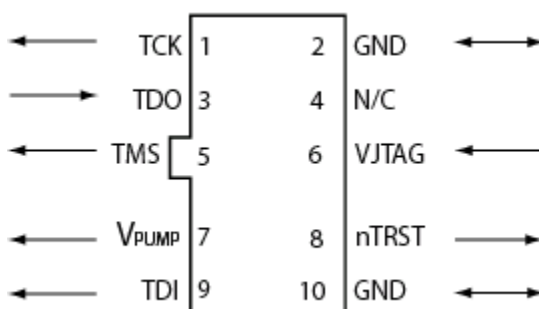 TCK 1 2 GND
TDO 3 4 N/C
TMS 5 6 VJTAG
VPUMP 7 8 nTRST
TDI 9 10 GND